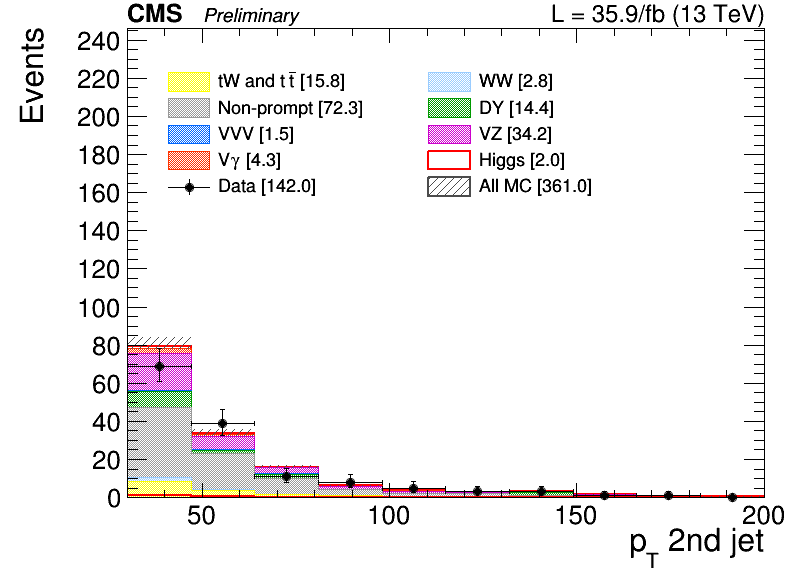 CMS Preliminary L = 35.9/fb (13 TeV)
Events
240
220
200
180
160
140
120
100
80
60
40
20
0
tW and t t̅ [15.8]
Non-prompt [72.3]
VVV [1.5]
Vγ [4.3]
Data [142.0]
WW [2.8]
DY [14.4]
VZ [34.2]
Higgs [2.0]
All MC [361.0]
50 100 150 200
p_T 2nd jet